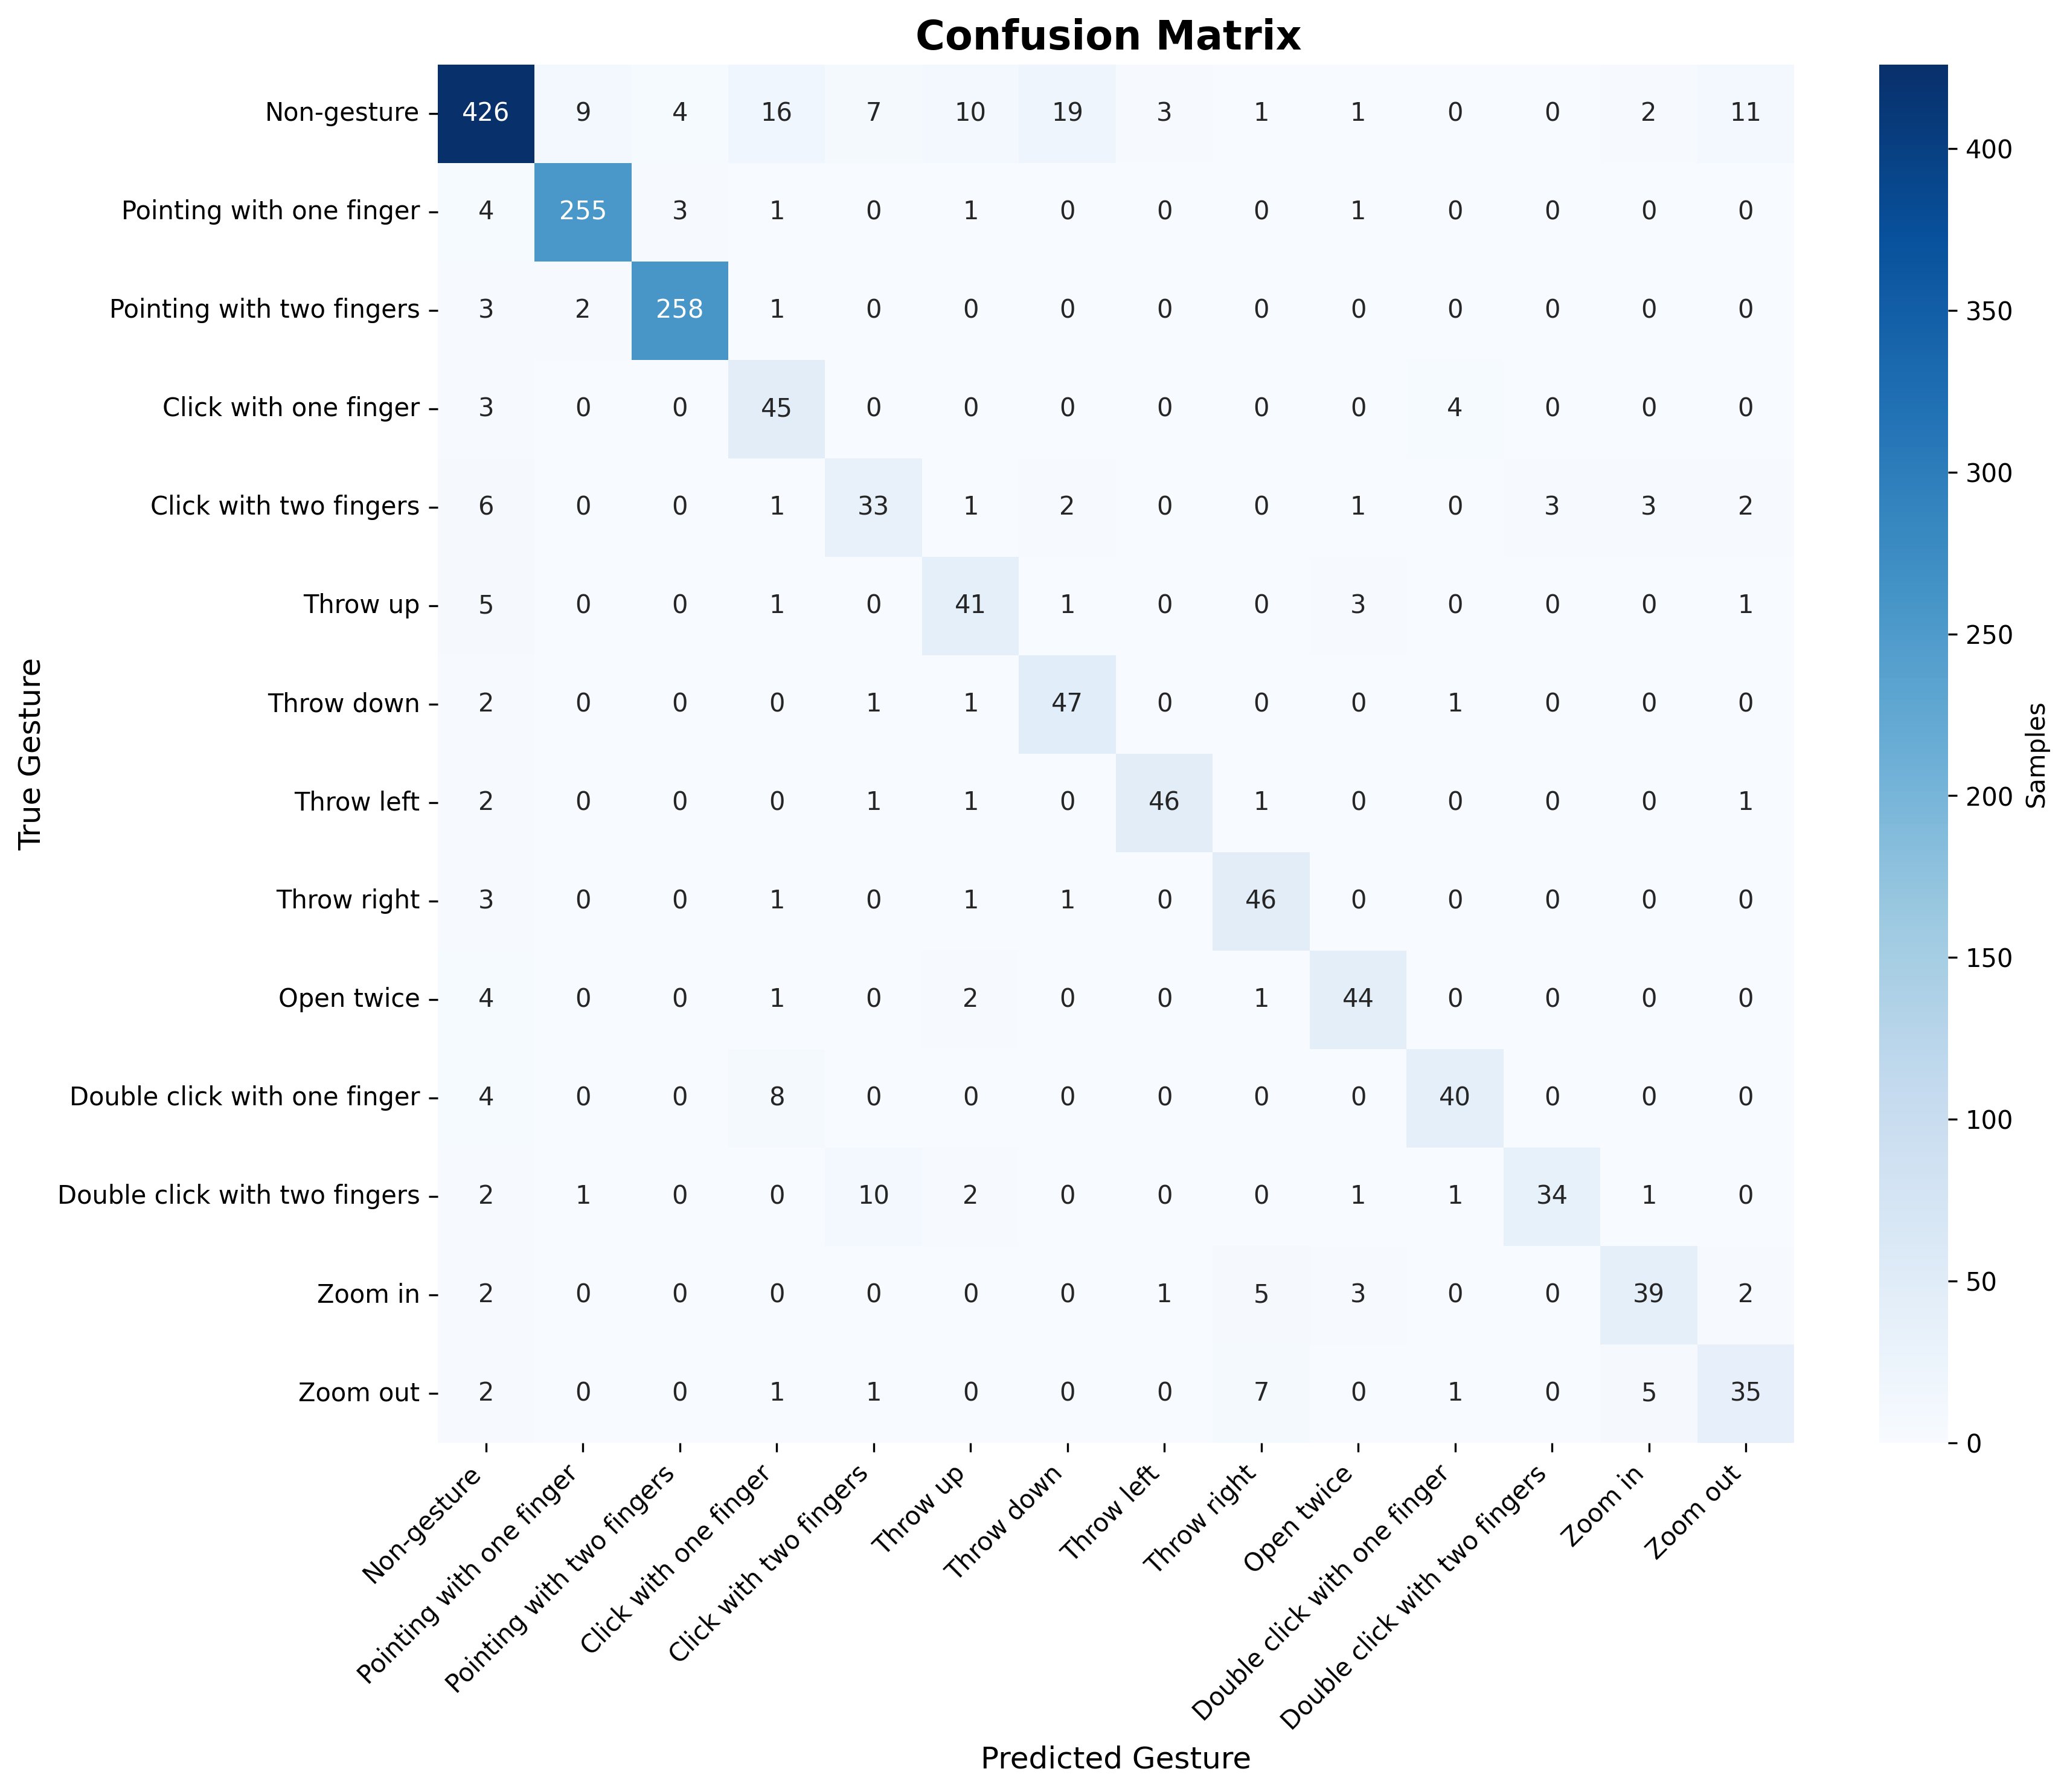 Confusion Matrix
Non-gesture 426 9 4 16 7 10 19 3 1 1 0 0 2 11
Pointing with one finger 4 255 3 1 0 1 0 0 0 1 0 0 0 0
Pointing with two fingers 3 2 258 1 0 0 0 0 0 0 0 0 0 0
Click with one finger 3 0 0 45 0 0 0 0 0 0 4 0 0 0
Click with two fingers 6 0 0 1 33 1 2 0 0 1 0 3 3 2
Throw up 5 0 0 1 0 41 1 0 0 3 0 0 0 1
Throw down 2 0 0 0 1 1 47 0 0 0 1 0 0 0
Throw left 2 0 0 0 1 1 0 46 1 0 0 0 0 1
Throw right 3 0 0 1 0 1 1 0 46 0 0 0 0 0
Open twice 4 0 0 1 0 2 0 0 1 44 0 0 0 0
Double click with one finger 4 0 0 8 0 0 0 0 0 0 40 0 0 0
Double click with two fingers 2 1 0 0 10 2 0 0 0 1 1 34 1 0
Zoom in 2 0 0 0 0 0 0 1 5 3 0 0 39 2
Zoom out 2 0 0 1 1 0 0 0 7 0 1 0 5 35
True Gesture
Non-gesture
Pointing with one finger
Pointing with two fingers
Click with one finger
Click with two fingers
Throw up
Throw down
Throw left
Throw right
Open twice
Double click with one finger
Double click with two fingers
Zoom in
Zoom out
Predicted Gesture
400
350
300
250
200
150
100
50
0
Samples